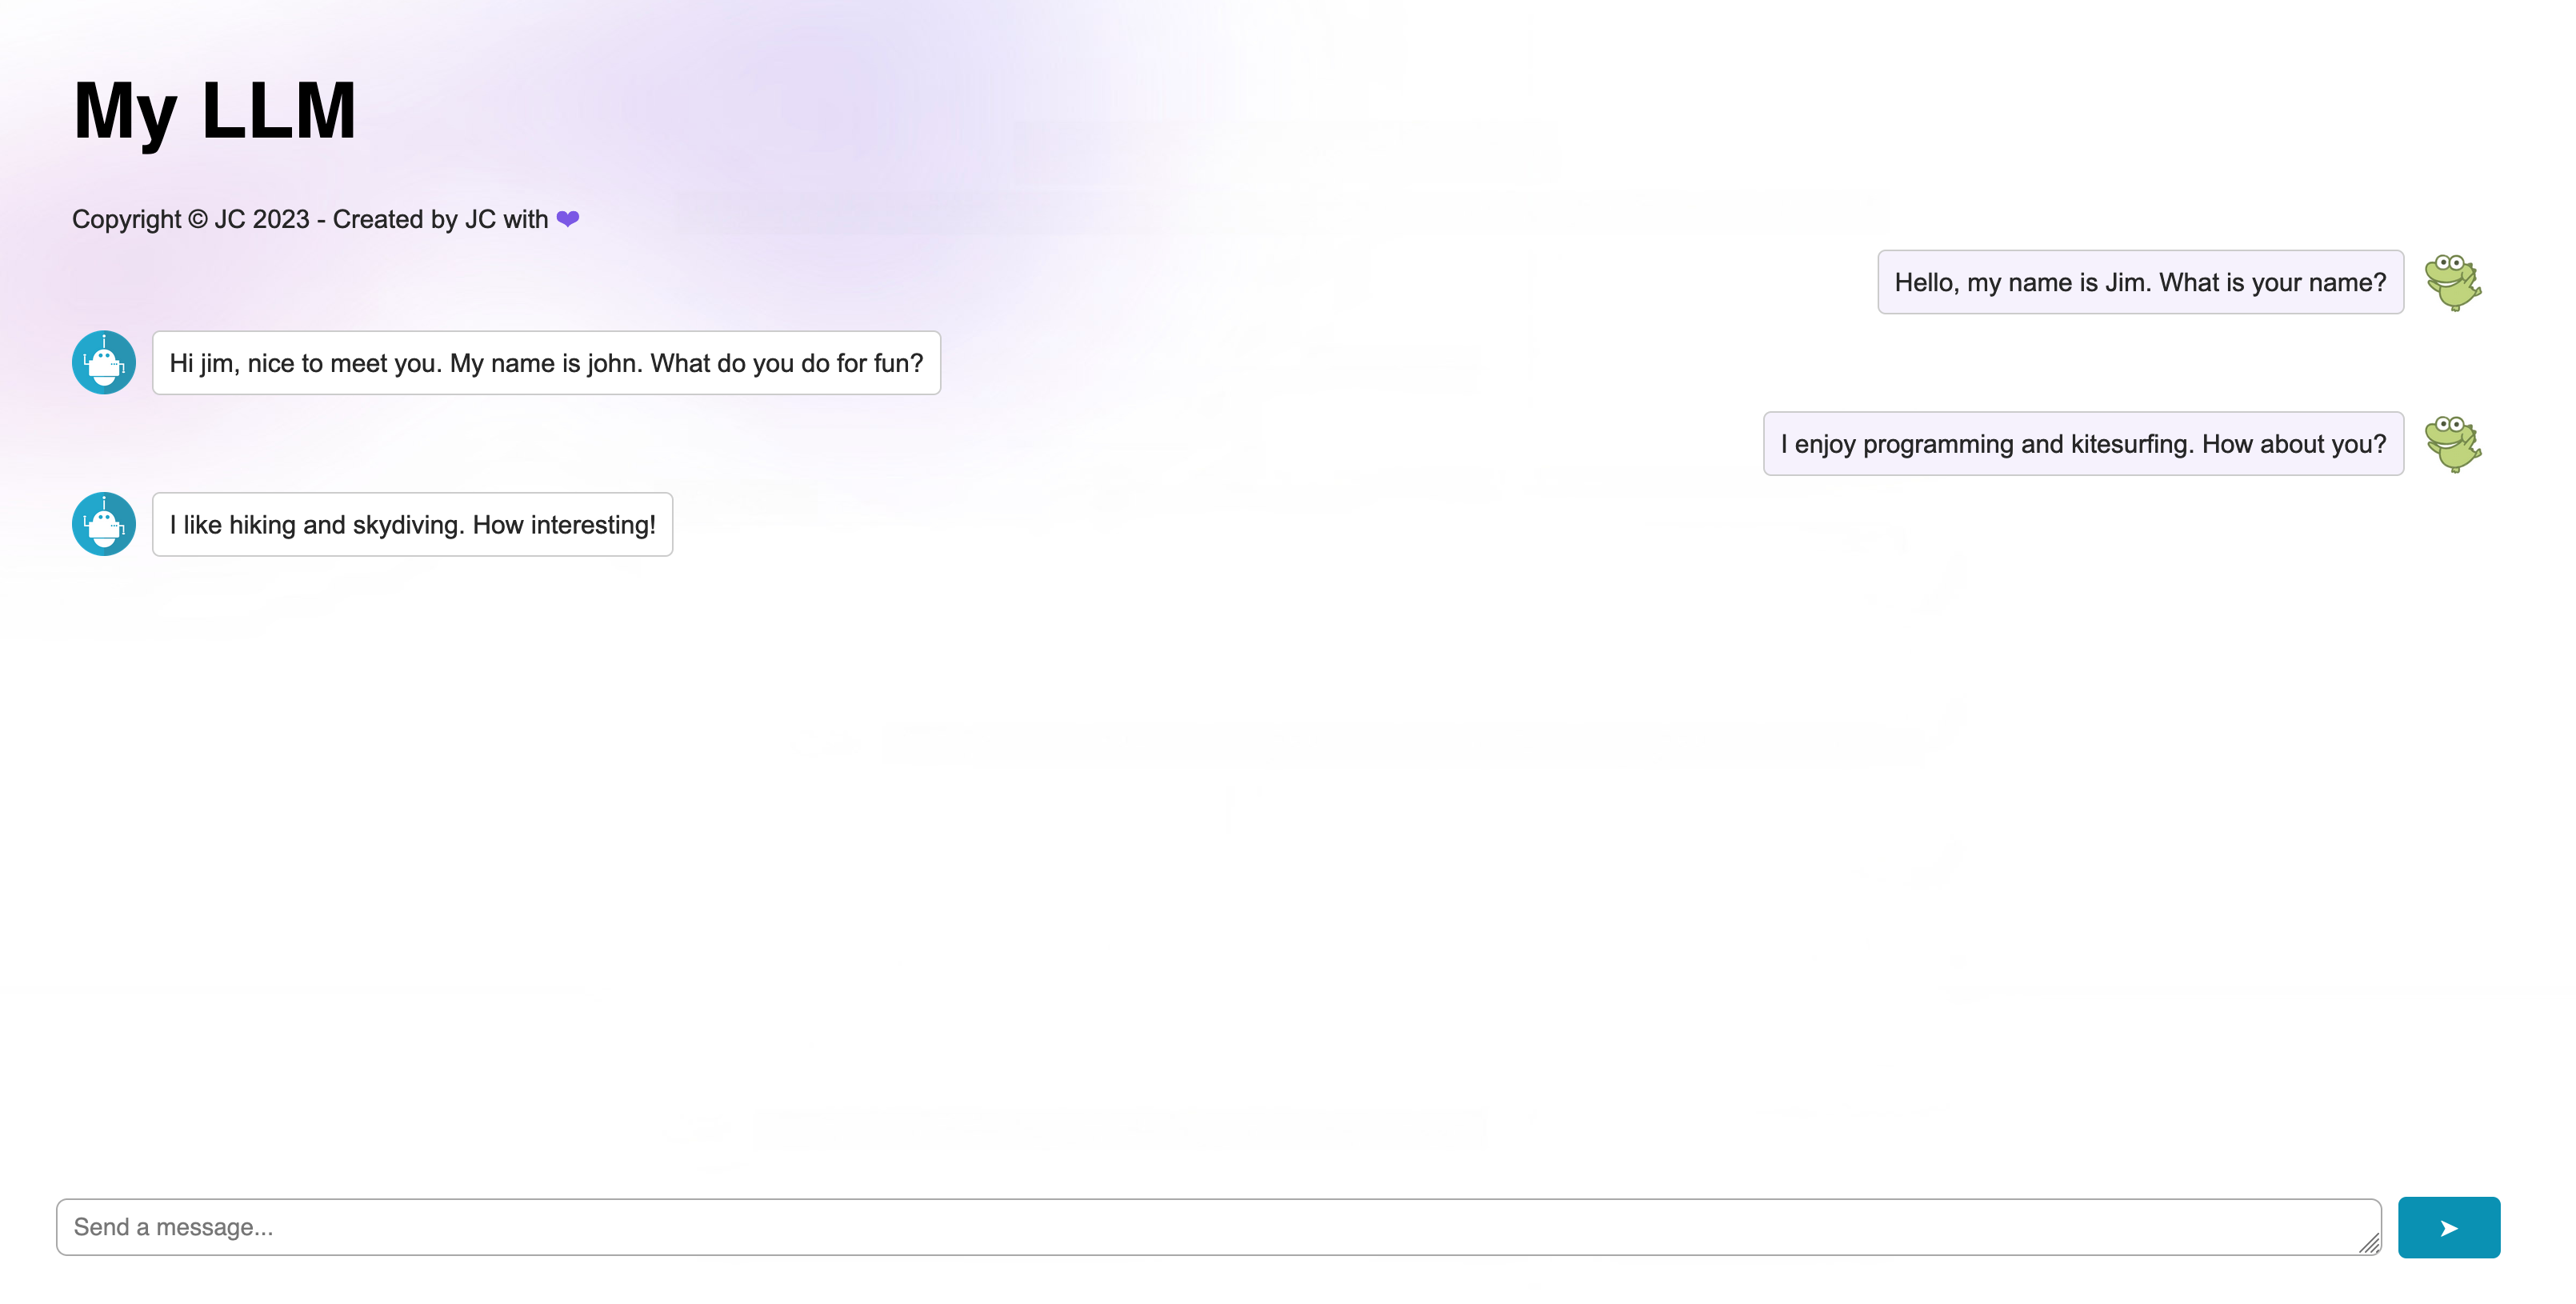 My LLM
Copyright © JC 2023 - Created by JC with ❤
Hello, my name is Jim. What is your name?
Hi jim, nice to meet you. My name is john. What do you do for fun?
I enjoy programming and kitesurfing. How about you?
I like hiking and skydiving. How interesting!
Send a message...